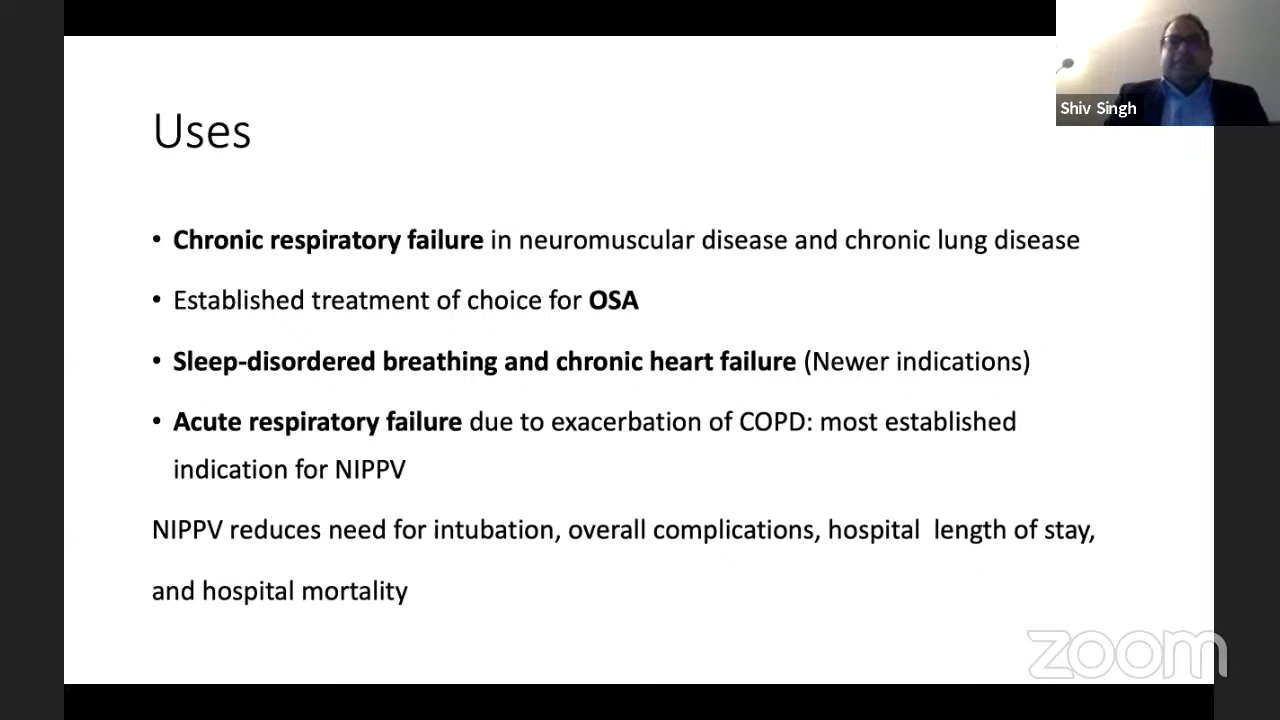 Shiv Singh
Uses
• Chronic respiratory failure in neuromuscular disease and chronic lung disease
• Established treatment of choice for OSA
• Sleep-disordered breathing and chronic heart failure (Newer indications)
• Acute respiratory failure due to exacerbation of COPD: most established
indication for NIPPV
NIPPV reduces need for intubation, overall complications, hospital length of stay,
and hospital mortality
zoom